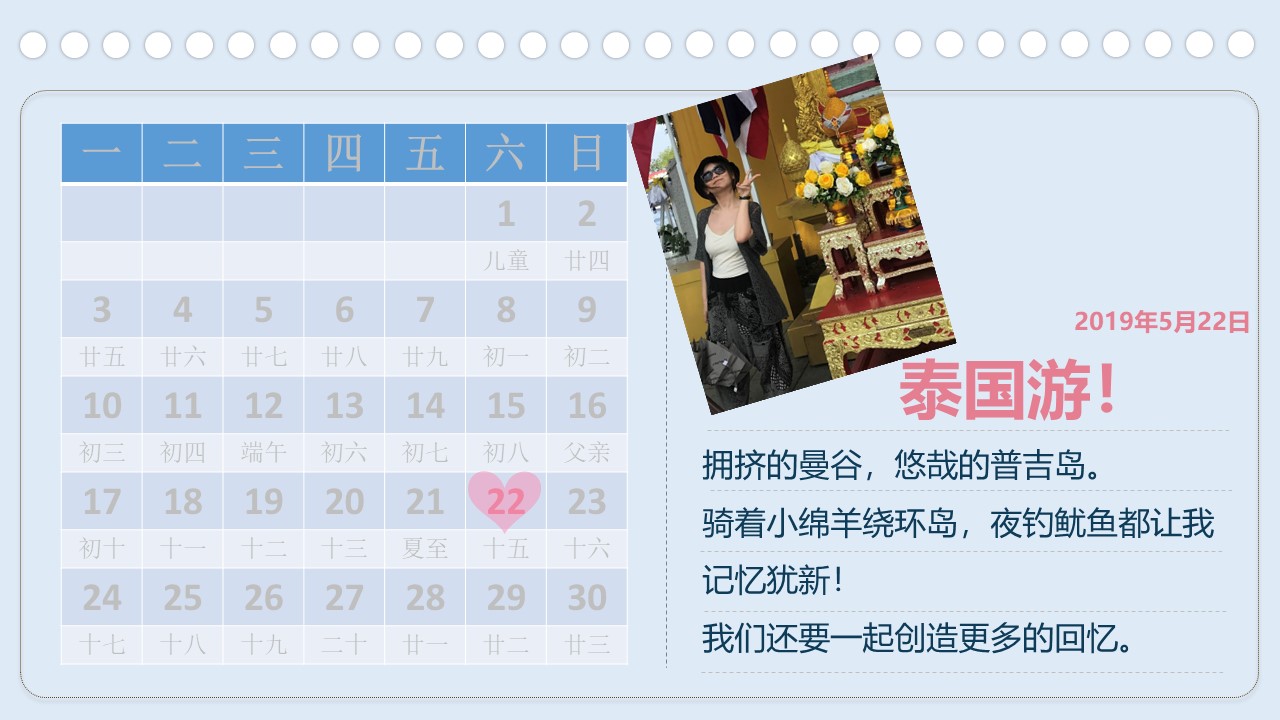 一 二 三 四 五 六 日
1 2
儿童 廿四
3 4 5 6 7 8 9
廿五 廿六 廿七 廿八 廿九 初一 初二
10 11 12 13 14 15 16
初三 初四 端午 初六 初七 初八 父亲
17 18 19 20 21 22 23
初十 十一 十二 十三 夏至 十五 十六
24 25 26 27 28 29 30
十七 十八 十九 二十 廿一 廿二 廿三
2019年5月22日
泰国游！
拥挤的曼谷，悠哉的普吉岛。
骑着小绵羊绕环岛，夜钓鱿鱼都让我
记忆犹新！
我们还要一起创造更多的回忆。